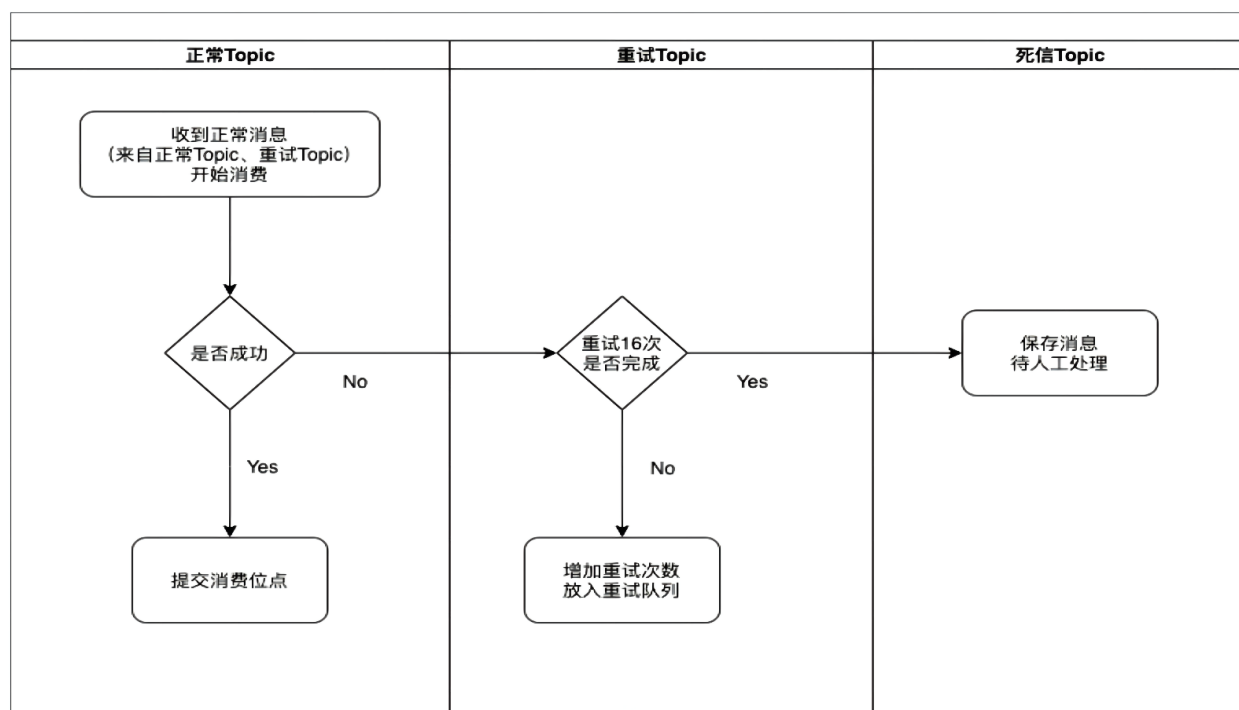 正常Topic
重试Topic
死信Topic
收到正常消息
(来自正常Topic、重试Topic)
开始消费
是否成功
No
Yes
提交消费位点
重试16次
是否完成
Yes
No
增加重试次数
放入重试队列
保存消息
待人工处理